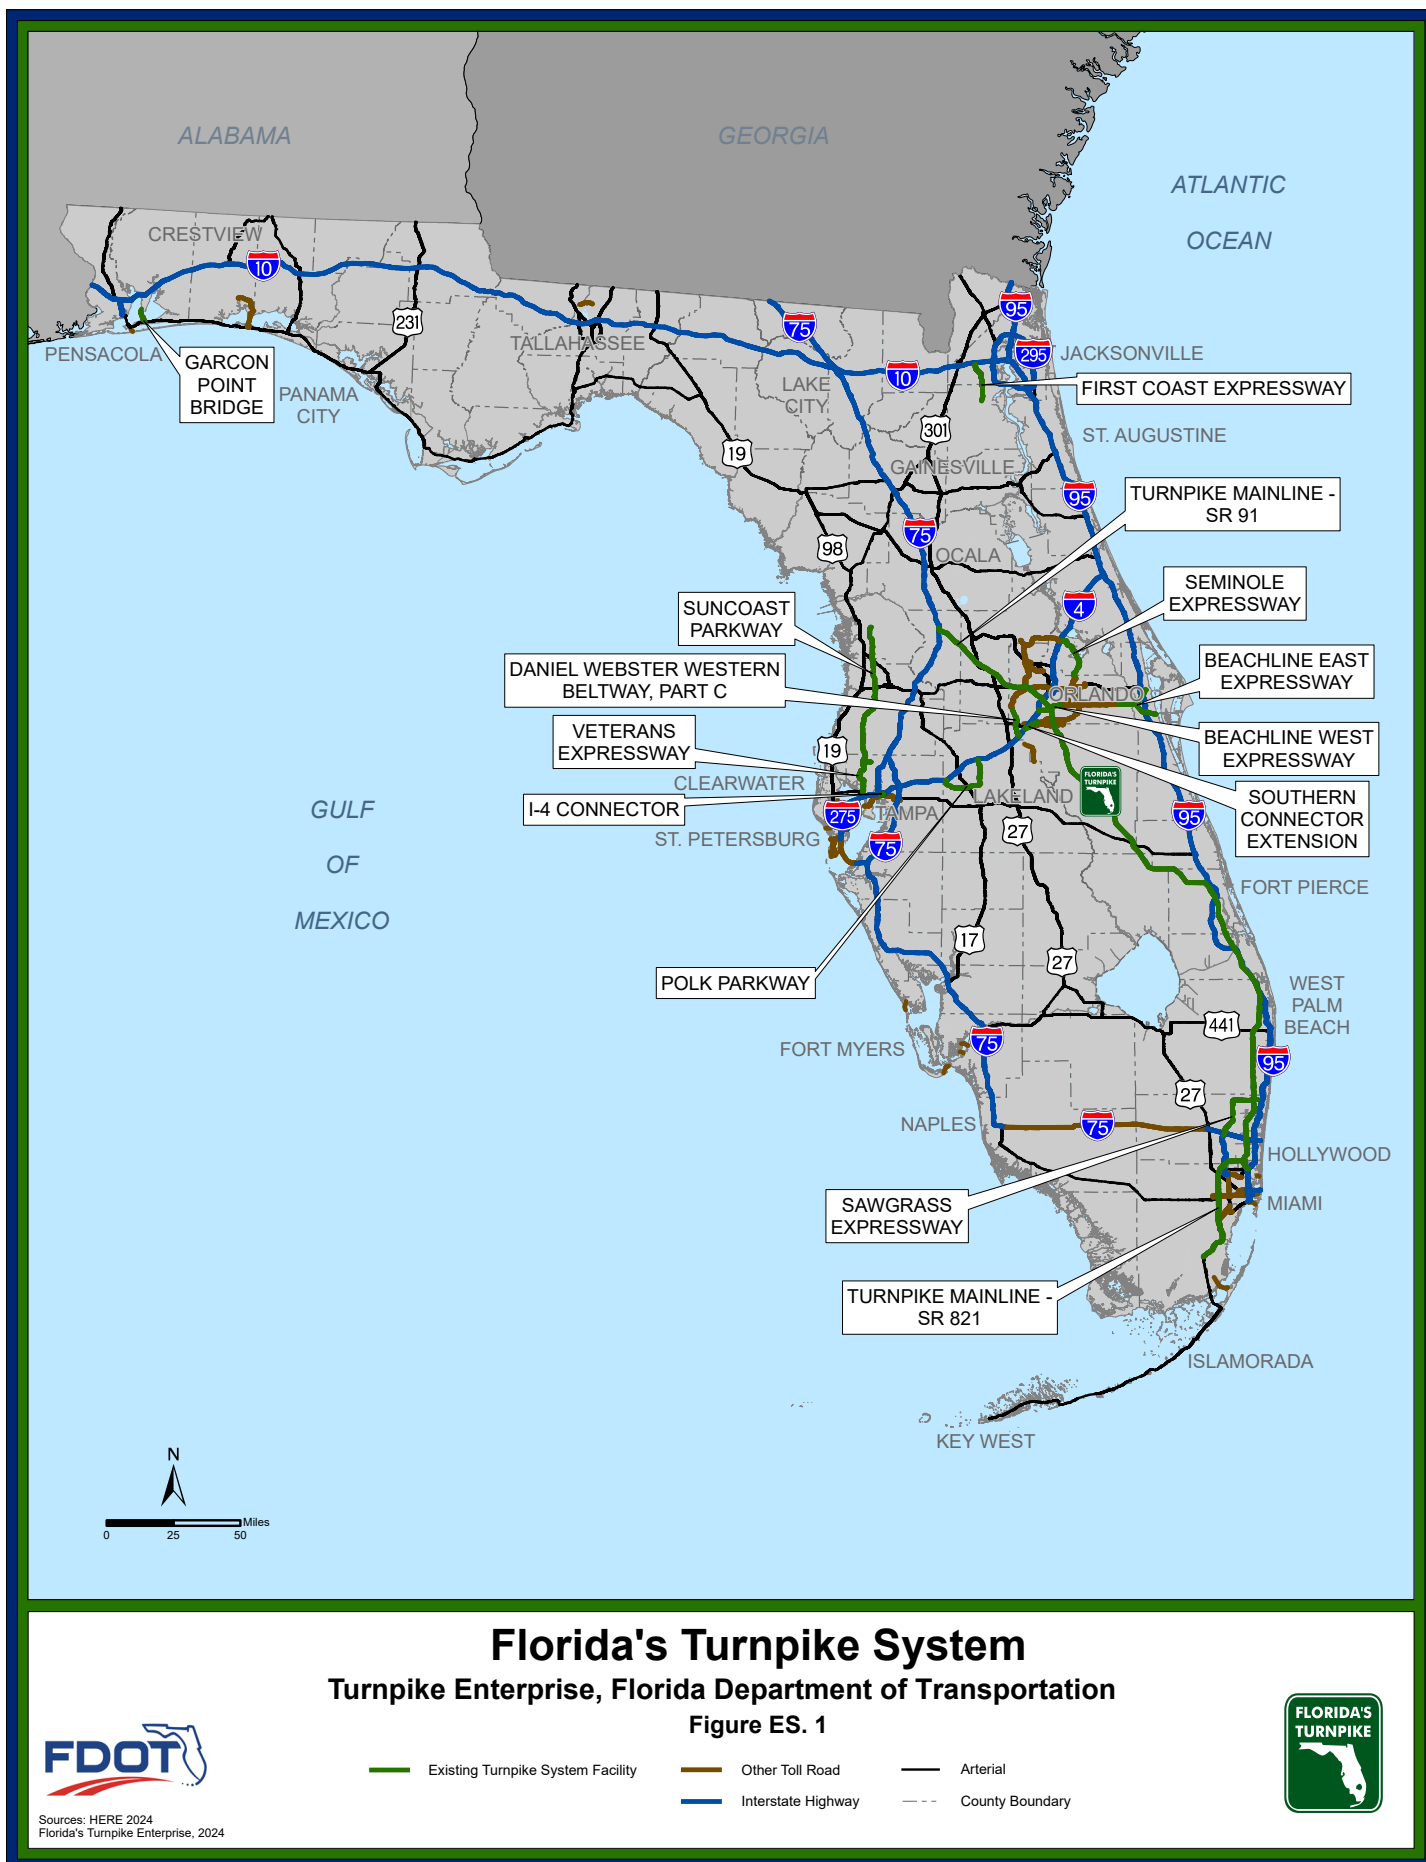 ALABAMA
GEORGIA
ATLANTIC
OCEAN
CRESTVIEW
10
95
231
75
295
JACKSONVILLE
PENSACOLA
TALLAHASSEE
GARCON
POINT
BRIDGE
10
LAKE
CITY
FIRST COAST EXPRESSWAY
PANAMA
CITY
301
ST. AUGUSTINE
19
GAINESVILLE
95
TURNPIKE MAINLINE -
SR 91
75
98
OCALA
SUNCOAST
PARKWAY
4
SEMINOLE
EXPRESSWAY
DANIEL WEBSTER WESTERN
BELTWAY, PART C
BEACHLINE EAST
EXPRESSWAY
ORLANDO
VETERANS
EXPRESSWAY
19
BEACHLINE WEST
EXPRESSWAY
CLEARWATER
FLORIDA'S
TURNPIKE
I-4 CONNECTOR
LAKELAND
SOUTHERN
CONNECTOR
EXTENSION
GULF
OF
MEXICO
275
TAMPA
95
ST. PETERSBURG
75
27
FORT PIERCE
17
27
POLK PARKWAY
WEST
PALM
BEACH
441
FORT MYERS
75
95
27
NAPLES
75
HOLLYWOOD
SAWGRASS
EXPRESSWAY
MIAMI
TURNPIKE MAINLINE -
SR 821
ISLAMORADA
KEY WEST
N
Miles
0 25 50
Florida's Turnpike System
Turnpike Enterprise, Florida Department of Transportation
Figure ES. 1
FDOT
Existing Turnpike System Facility
Other Toll Road
Arterial
Interstate Highway
County Boundary
FLORIDA'S
TURNPIKE
Sources: HERE 2024
Florida's Turnpike Enterprise, 2024